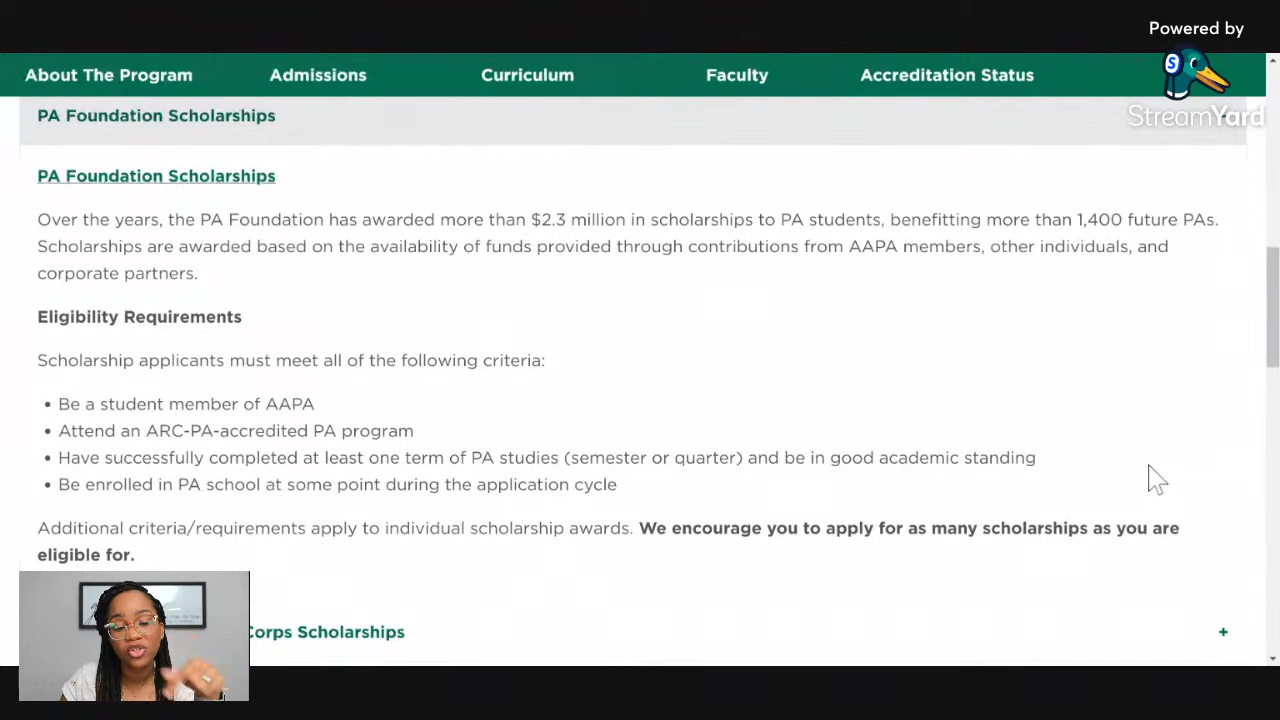 Powered by
StreamYard
About The Program Admissions Curriculum Faculty Accreditation Status
PA Foundation Scholarships
PA Foundation Scholarships
Over the years, the PA Foundation has awarded more than $2.3 million in scholarships to PA students, benefitting more than 1,400 future PAs.
Scholarships are awarded based on the availability of funds provided through contributions from AAPA members, other individuals, and
corporate partners.
Eligibility Requirements
Scholarship applicants must meet all of the following criteria:
• Be a student member of AAPA
• Attend an ARC-PA-accredited PA program
• Have successfully completed at least one term of PA studies (semester or quarter) and be in good academic standing
• Be enrolled in PA school at some point during the application cycle
Additional criteria/requirements apply to individual scholarship awards. We encourage you to apply for as many scholarships as you are
eligible for.
Corps Scholarships +